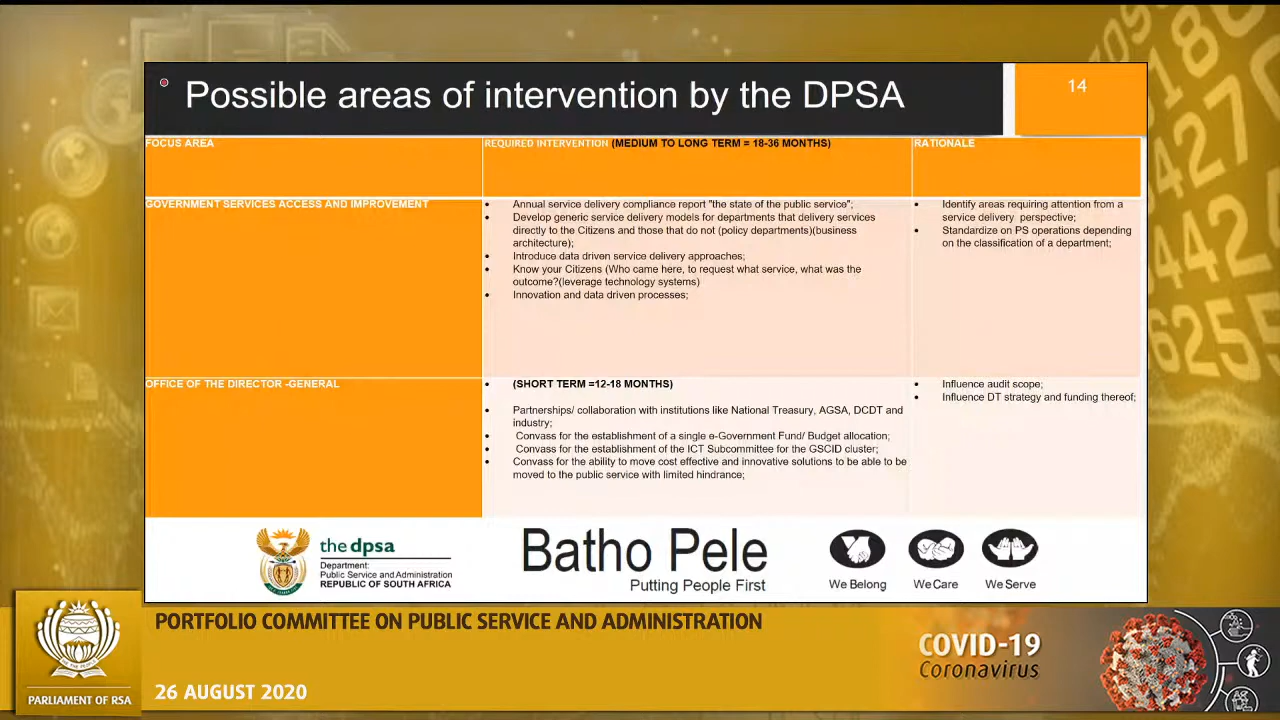 Possible areas of intervention by the DPSA
14
FOCUS AREA
REQUIRED INTERVENTION (MEDIUM TO LONG TERM = 18-36 MONTHS)
RATIONALE
GOVERNMENT SERVICES ACCESS AND IMPROVEMENT
• Annual service delivery compliance report "the state of the public service";
• Develop generic service delivery models for departments that delivery services
directly to the Citizens and those that do not (policy departments)(business
architecture);
• Introduce data driven service delivery approaches;
• Know your Citizens (Who came here, to request what service, what was the
outcome?(leverage technology systems)
• Innovation and data driven processes;
• Identify areas requiring attention from a
service delivery perspective;
• Standardize on PS operations depending
on the classification of a department;
OFFICE OF THE DIRECTOR -GENERAL
• (SHORT TERM =12-18 MONTHS)
• Partnerships/ collaboration with institutions like National Treasury, AGSA, DCDT and
industry;
• Convass for the establishment of a single e-Government Fund/ Budget allocation;
• Convass for the establishment of the ICT Subcommittee for the GSCID cluster;
• Convass for the ability to move cost effective and innovative solutions to be able to be
moved to the public service with limited hindrance;
• Influence audit scope;
• Influence DT strategy and funding thereof;
the dpsa
Department:
Public Service and Administration
REPUBLIC OF SOUTH AFRICA
Batho Pele
Putting People First
We Belong
We Care
We Serve
PORTFOLIO COMMITTEE ON PUBLIC SERVICE AND ADMINISTRATION
26 AUGUST 2020
PARLIAMENT OF RSA
COVID-19
Coronavirus